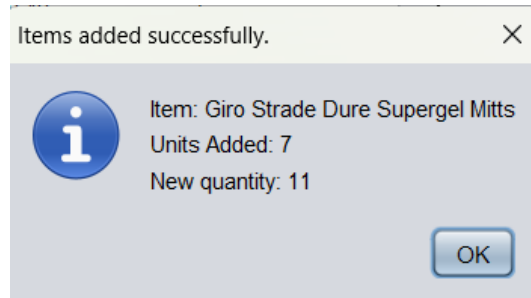 Items added successfully.
Item: Giro Strade Dure Supergel Mitts
Units Added: 7
New quantity: 11
OK